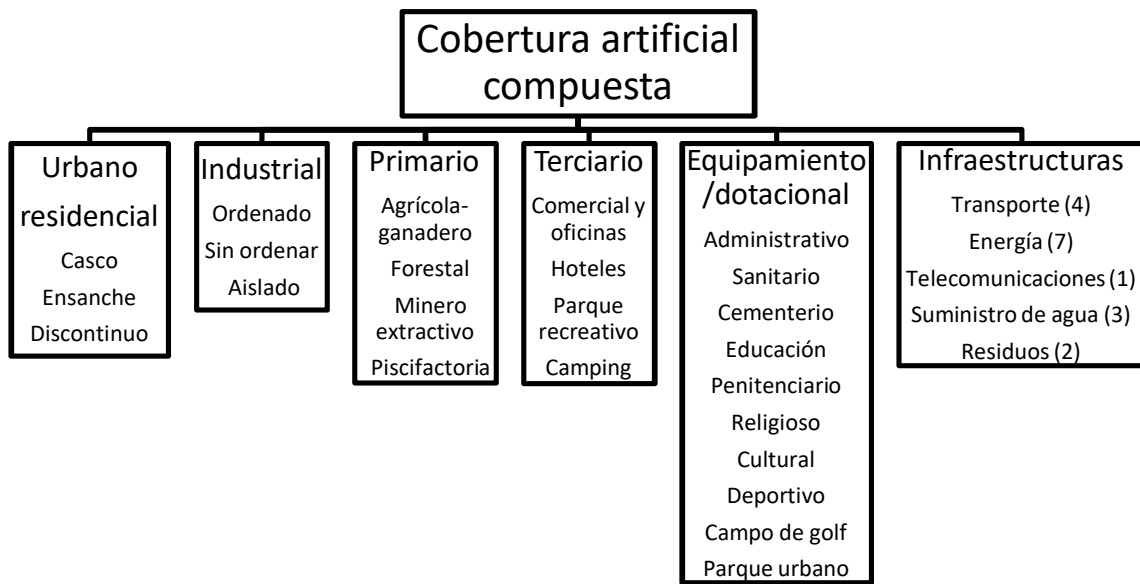 Cobertura artificial
compuesta
Urbano
residencial
Casco
Ensanche
Discontinuo
Industrial
Ordenado
Sin ordenar
Aislado
Primario
Agrícola-
ganadero
Forestal
Minero
extractivo
Piscifactoria
Terciario
Comercial y
oficinas
Hoteles
Parque
recreativo
Camping
Equipamiento
/dotacional
Administrativo
Sanitario
Cementerio
Educación
Penitenciario
Religioso
Cultural
Deportivo
Campo de golf
Parque urbano
Infraestructuras
Transporte (4)
Energía (7)
Telecomunicaciones (1)
Suministro de agua (3)
Residuos (2)